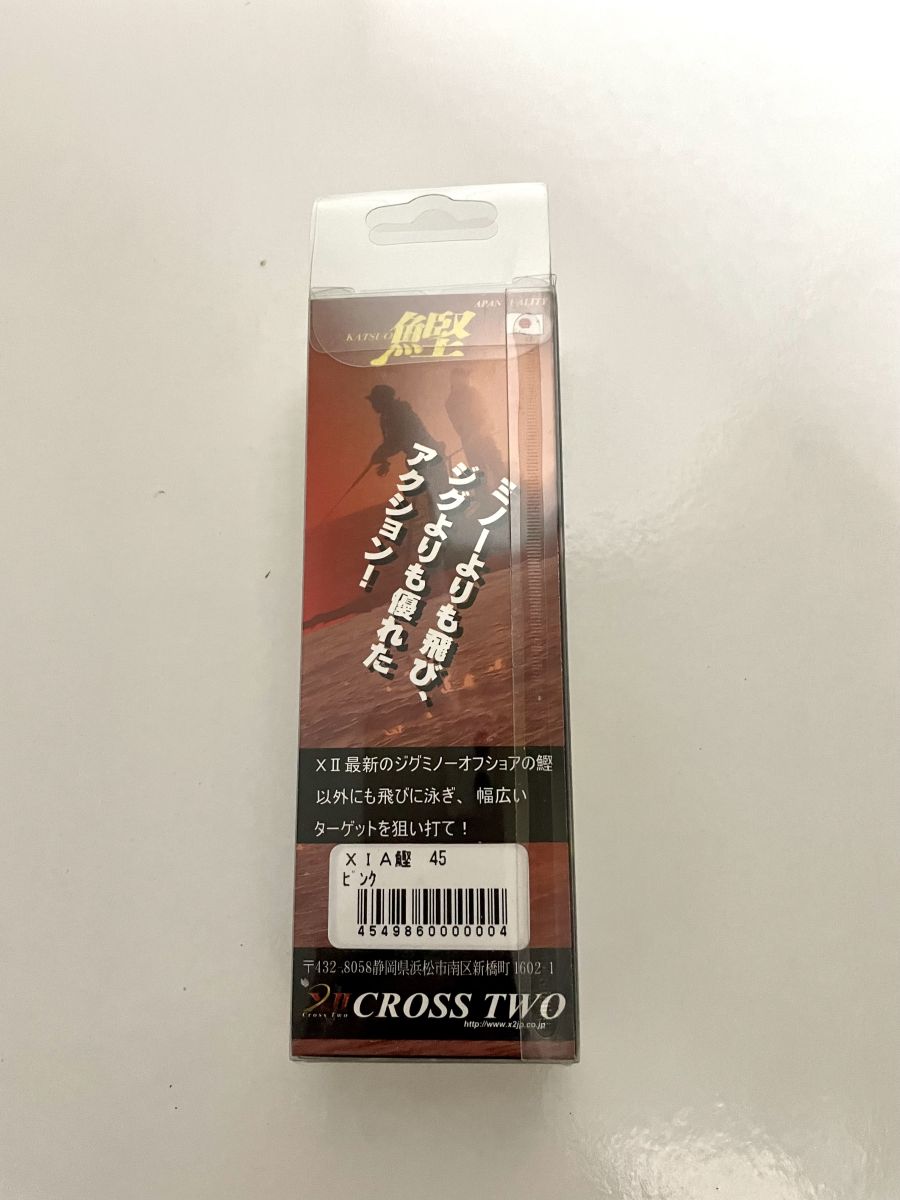 JAPAN QUALITY
KATSUO 鰹
ミノーよりも飛び、
ジグよりも優れた
アクション!
XⅡ最新のジグミノーオフショアの鰹
以外にも飛びに泳ぎ、幅広い
ターゲットを狙い打て!
XIA鰹 45
ピンク
4549860000004
〒432-8058静岡県浜松市南区新橋町1602-1
XⅡ CROSS TWO
Cross Two
http://www.x2jp.co.jp